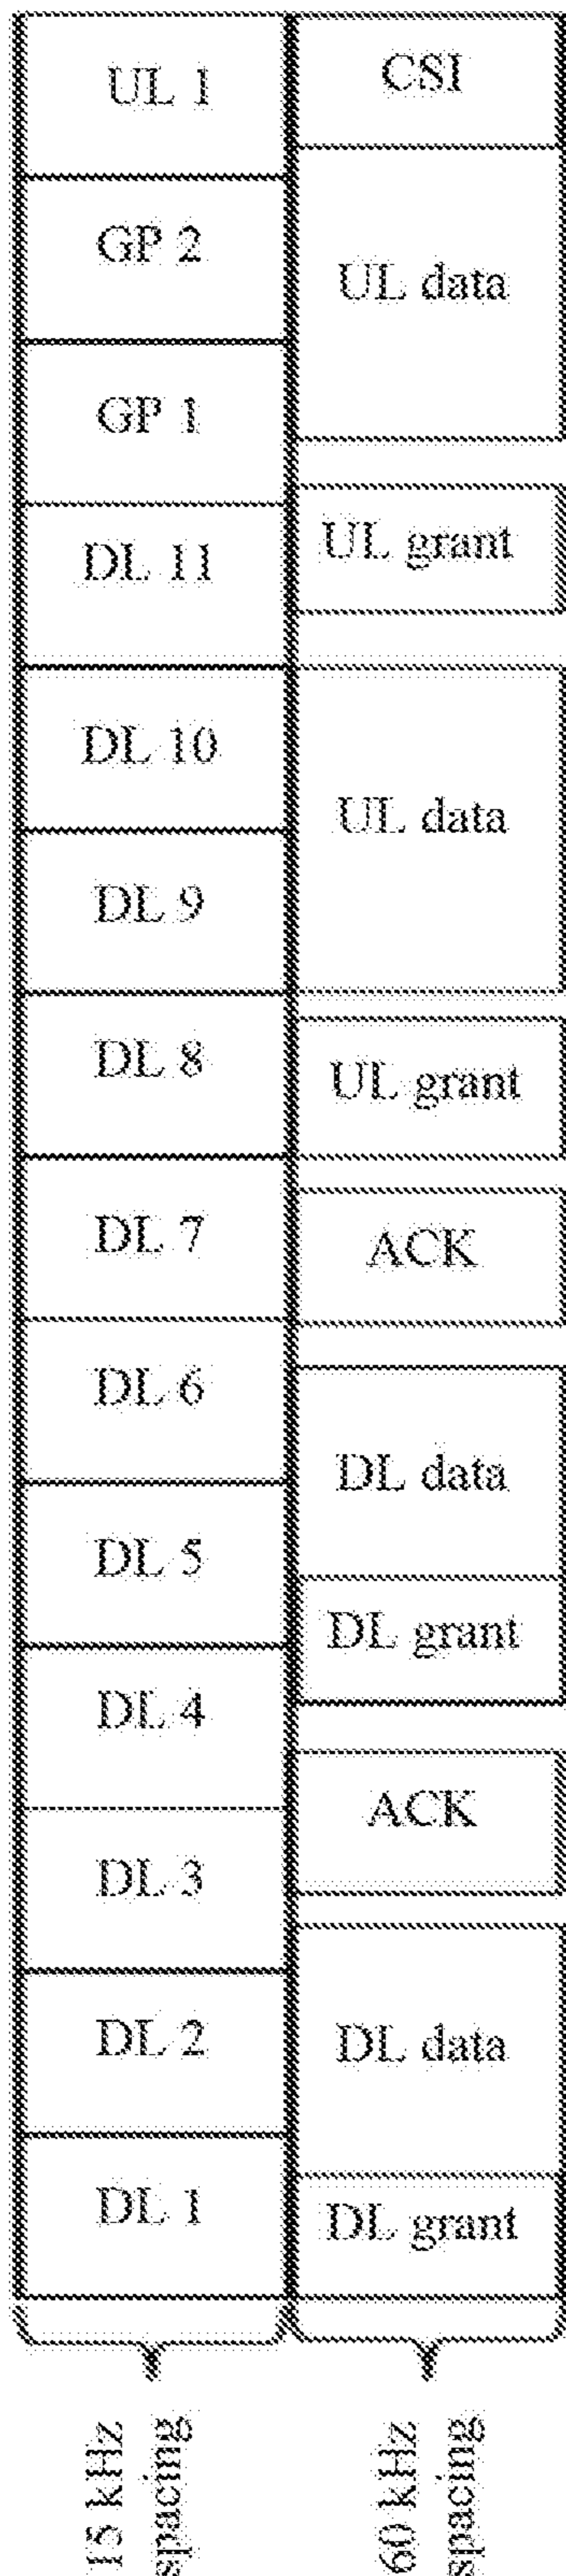 UL 1
GP 2
GP 1
DL 11
DL 10
DL 9
DL 8
DL 7
DL 6
DL 5
DL 4
DL 3
DL 2
DL 1
CSI
UL data
UL grant
UL data
UL grant
ACK
DL data
DL grant
ACK
DL data
DL grant
15 kHz
spacing
60 kHz
spacing